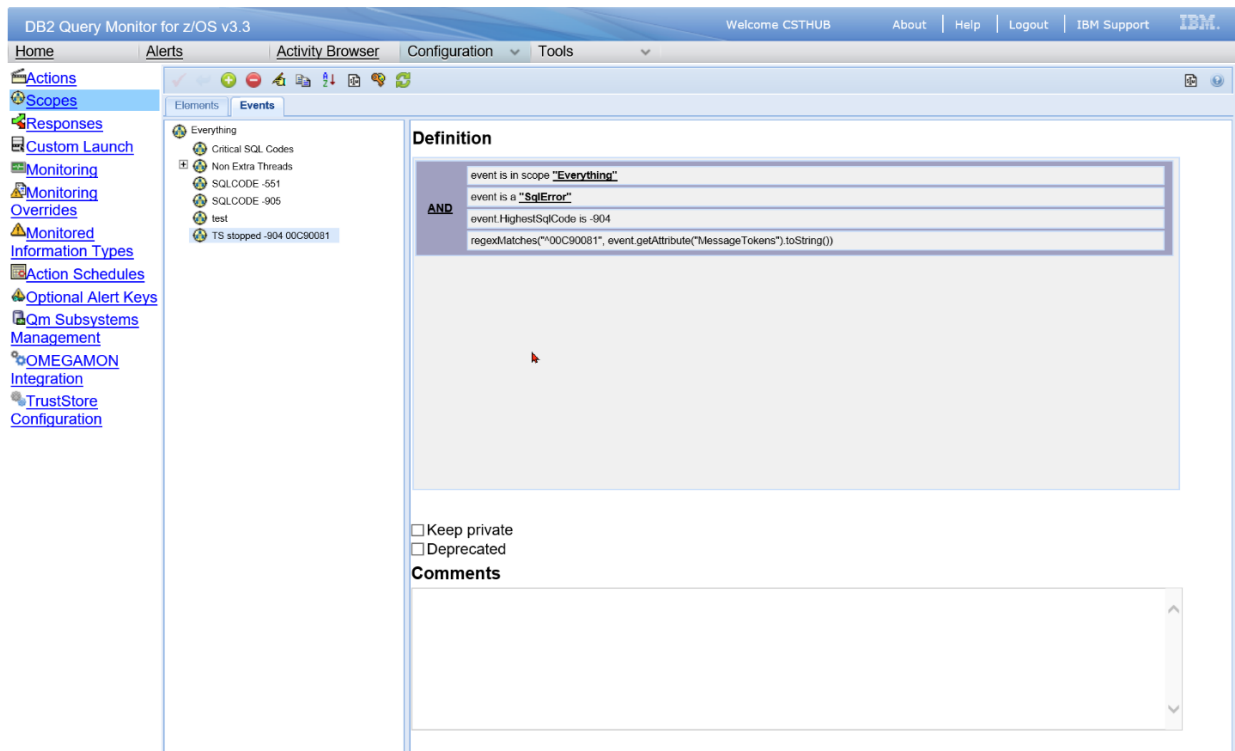 DB2 Query Monitor for z/OS v3.3
Welcome CSTHUB
About
Help
Logout
IBM Support
IBM.
Home
Alerts
Activity Browser
Configuration
Tools
Actions
Scopes
Responses
Custom Launch
Monitoring
Monitoring
Overrides
Monitored
Information Types
Action Schedules
Optional Alert Keys
Qm Subsystems
Management
OMEGAMON
Integration
TrustStore
Configuration
Elements
Events
Everything
Critical SQL Codes
Non Extra Threads
SQLCODE -551
SQLCODE -905
test
TS stopped -904 00C90081
Definition
AND
event is in scope "Everything"
event is a "SqlError"
event.HighestSqlCode is -904
regexMatches("^00C90081", event.getAttribute("MessageTokens").toString())
Keep private
Deprecated
Comments